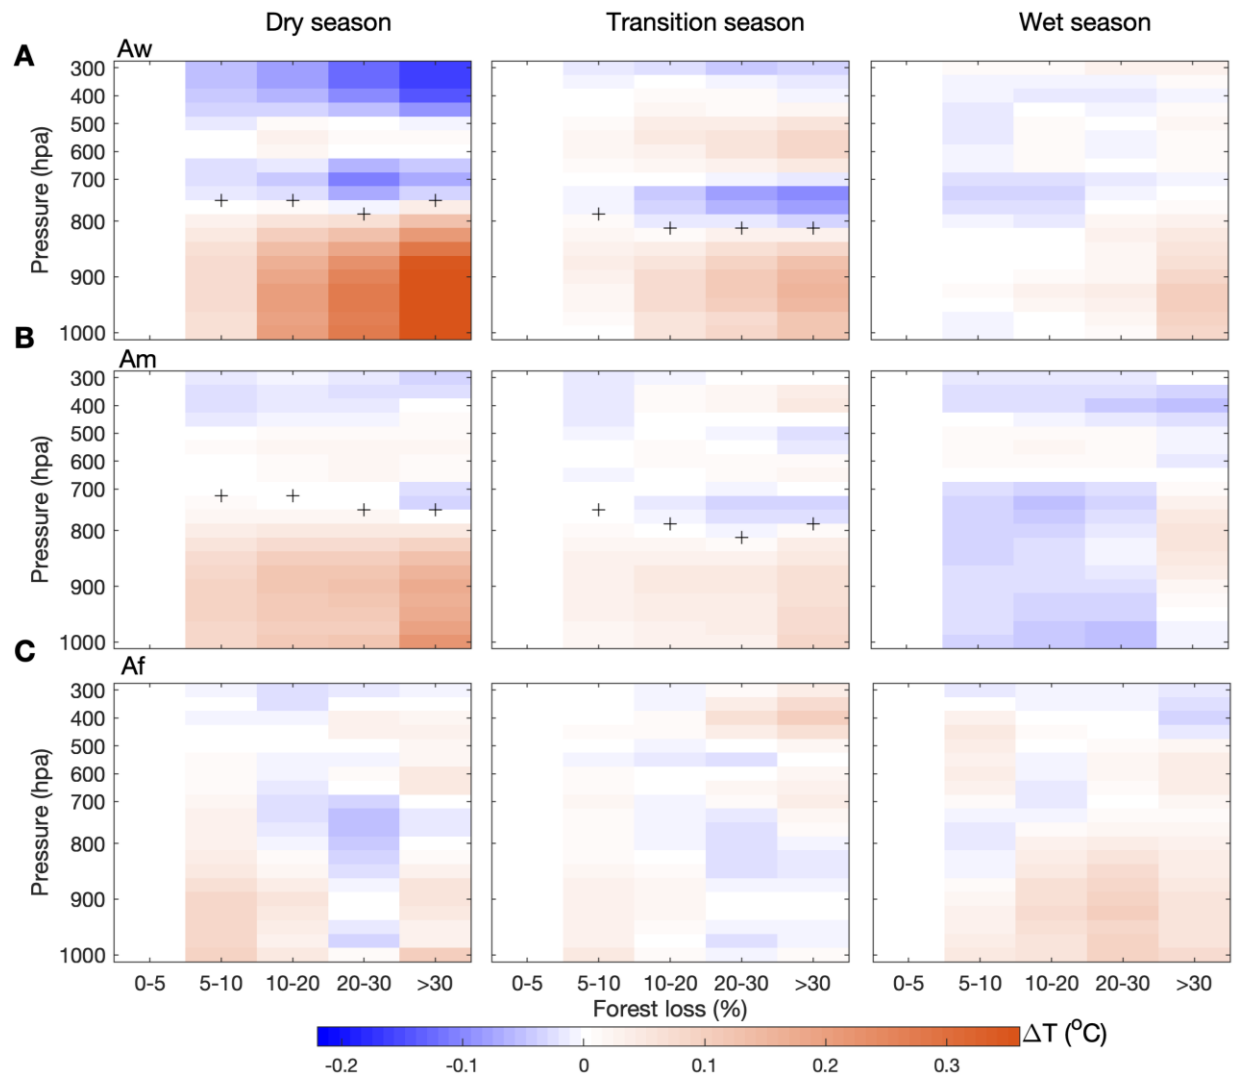 Dry season Transition season Wet season
A Aw
300
400
500
600
700
800
900
1000
Pressure (hpa)
B Am
300
400
500
600
700
800
900
1000
Pressure (hpa)
C Af
300
400
500
600
700
800
900
1000
Pressure (hpa)
0-5 5-10 10-20 20-30 >30 0-5 5-10 10-20 20-30 >30 0-5 5-10 10-20 20-30 >30
Forest loss (%)
ΔT (°C)
-0.2 -0.1 0 0.1 0.2 0.3